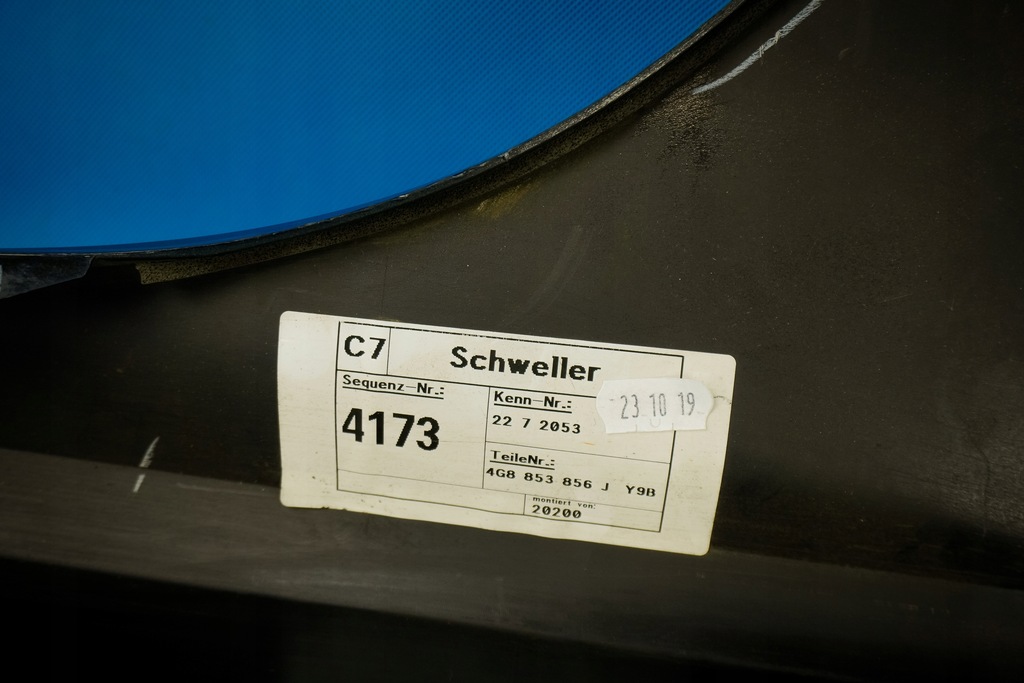 C7 Schweller
Sequenz-Nr.:
4173
Kenn-Nr.:
22 7 2053
23 10 19
TeileNr.:
4G8 853 856 J Y9B
montiert von:
20200